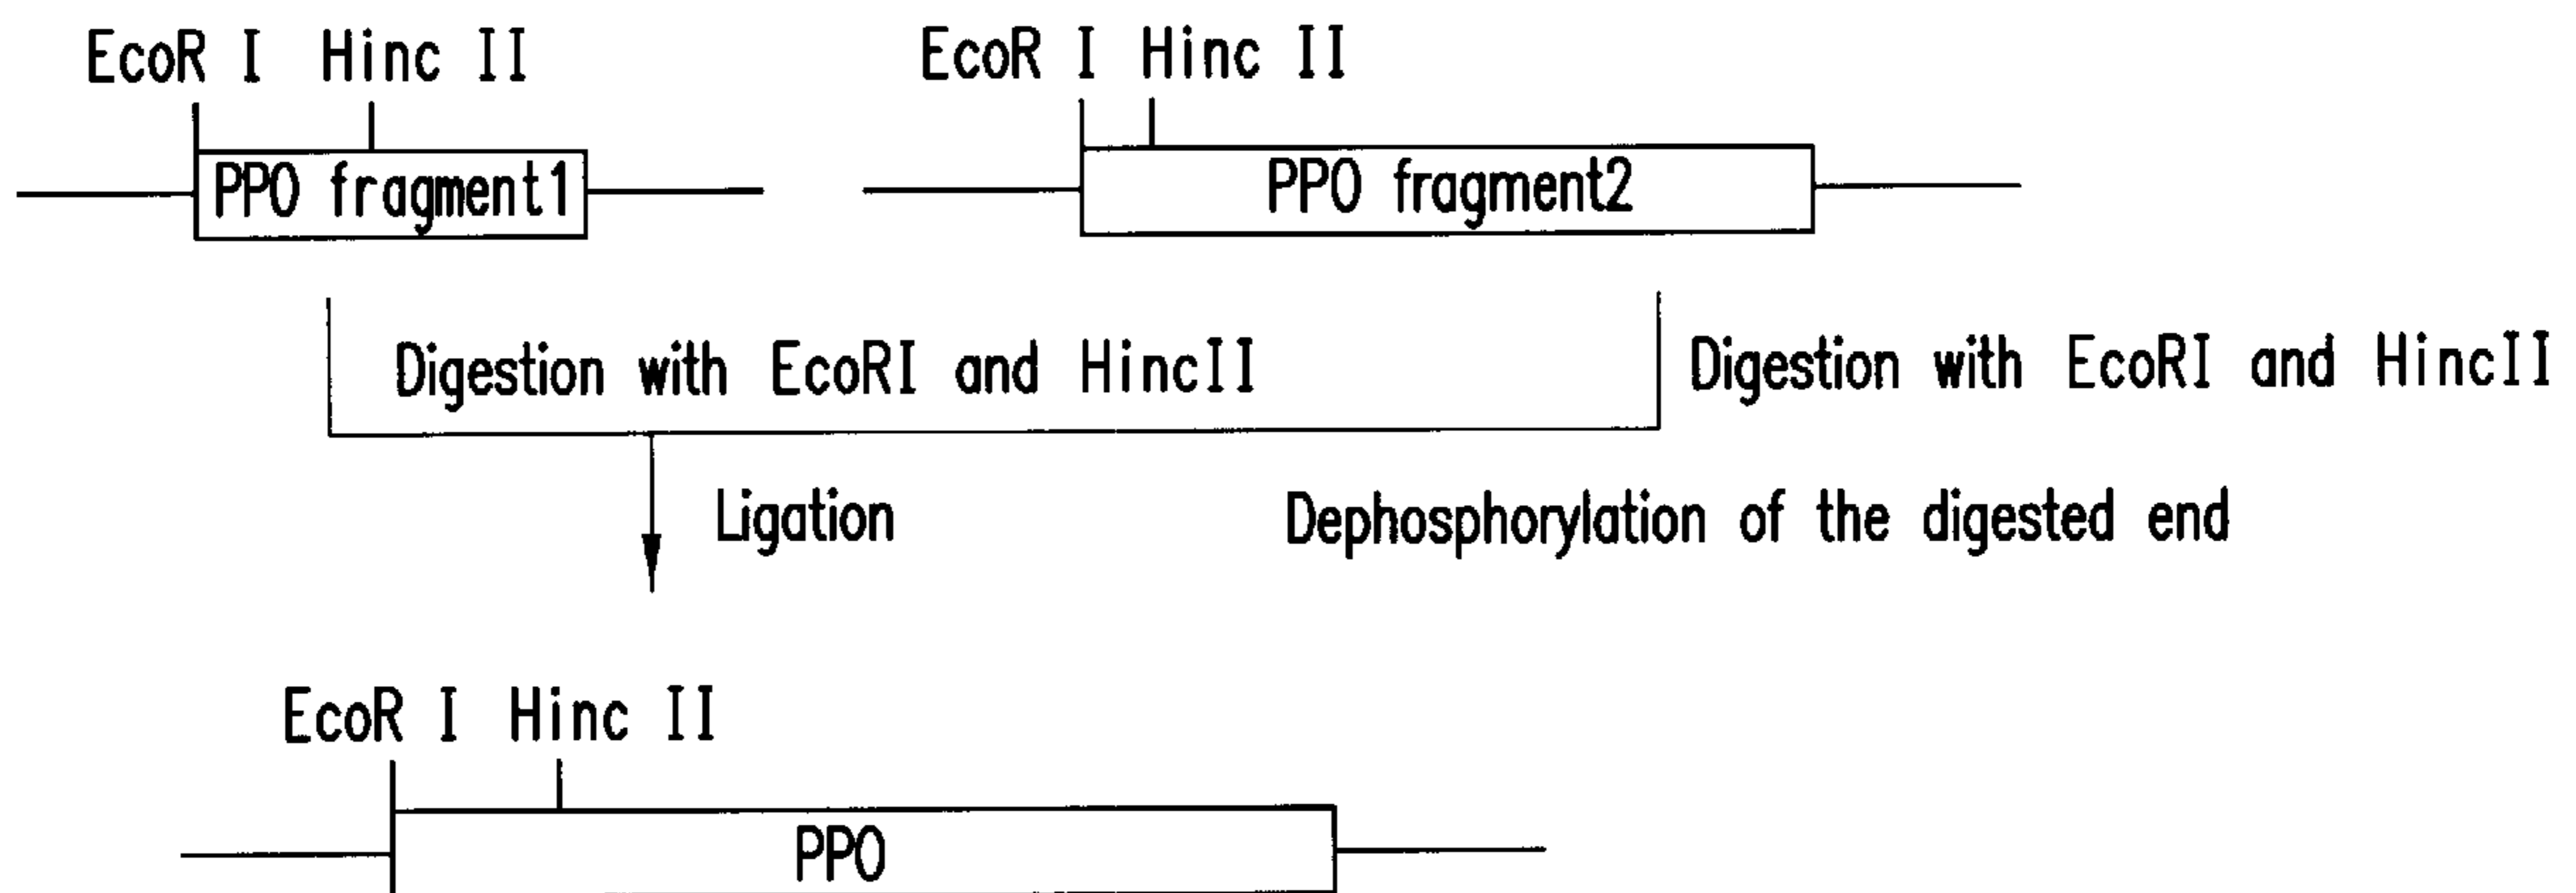 EcoR I Hinc II
EcoR I Hinc II
PPO fragment1
PPO fragment2
Digestion with EcoRI and HincII
Digestion with EcoRI and HincII
Ligation
Dephosphorylation of the digested end
EcoR I Hinc II
PPO